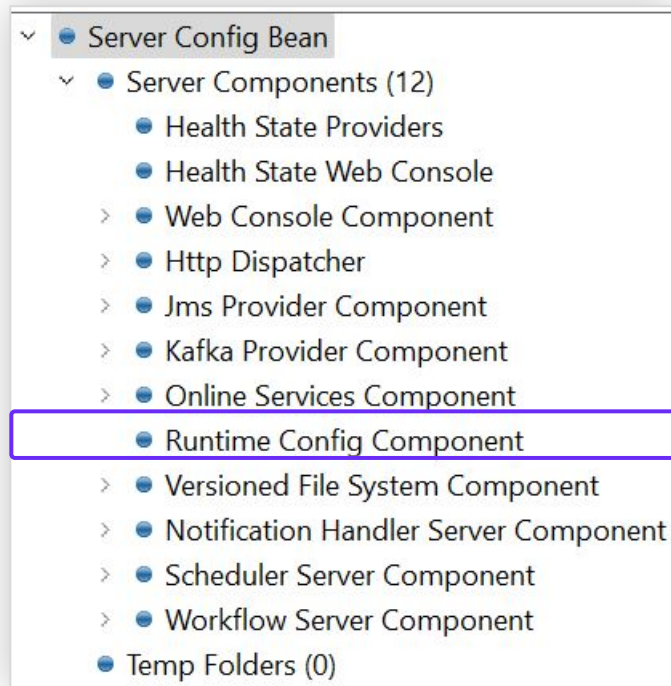 Server Config Bean
Server Components (12)
Health State Providers
Health State Web Console
Web Console Component
Http Dispatcher
Jms Provider Component
Kafka Provider Component
Online Services Component
Runtime Config Component
Versioned File System Component
Notification Handler Server Component
Scheduler Server Component
Workflow Server Component
Temp Folders (0)